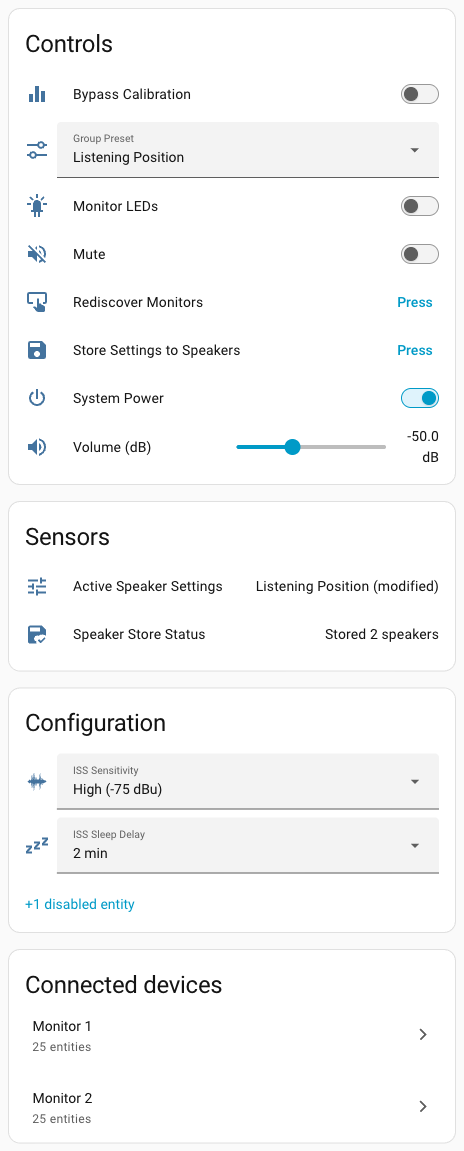 Controls
Bypass Calibration
Group Preset
Listening Position
Monitor LEDs
Mute
Rediscover Monitors Press
Store Settings to Speakers Press
System Power
Volume (dB) -50.0 dB
Sensors
Active Speaker Settings Listening Position (modified)
Speaker Store Status Stored 2 speakers
Configuration
ISS Sensitivity
High (-75 dBu)
ISS Sleep Delay
2 min
+1 disabled entity
Connected devices
Monitor 1
25 entities
Monitor 2
25 entities